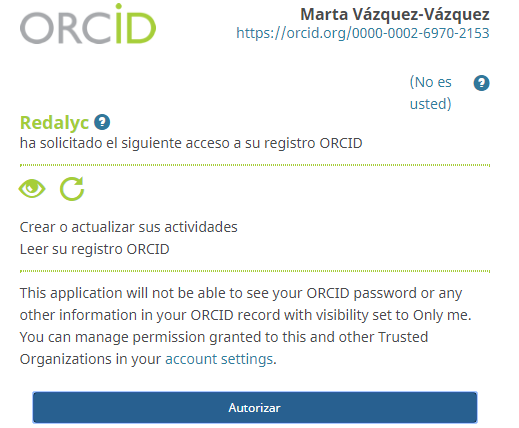 ORCID
Marta Vázquez-Vázquez
https://orcid.org/0000-0002-6970-2153
(No es
usted)
?
Redalyc ?
ha solicitado el siguiente acceso a su registro ORCID
Crear o actualizar sus actividades
Leer su registro ORCID
This application will not be able to see your ORCID password or any
other information in your ORCID record with visibility set to Only me.
You can manage permission granted to this and other Trusted
Organizations in your account settings.
Autorizar